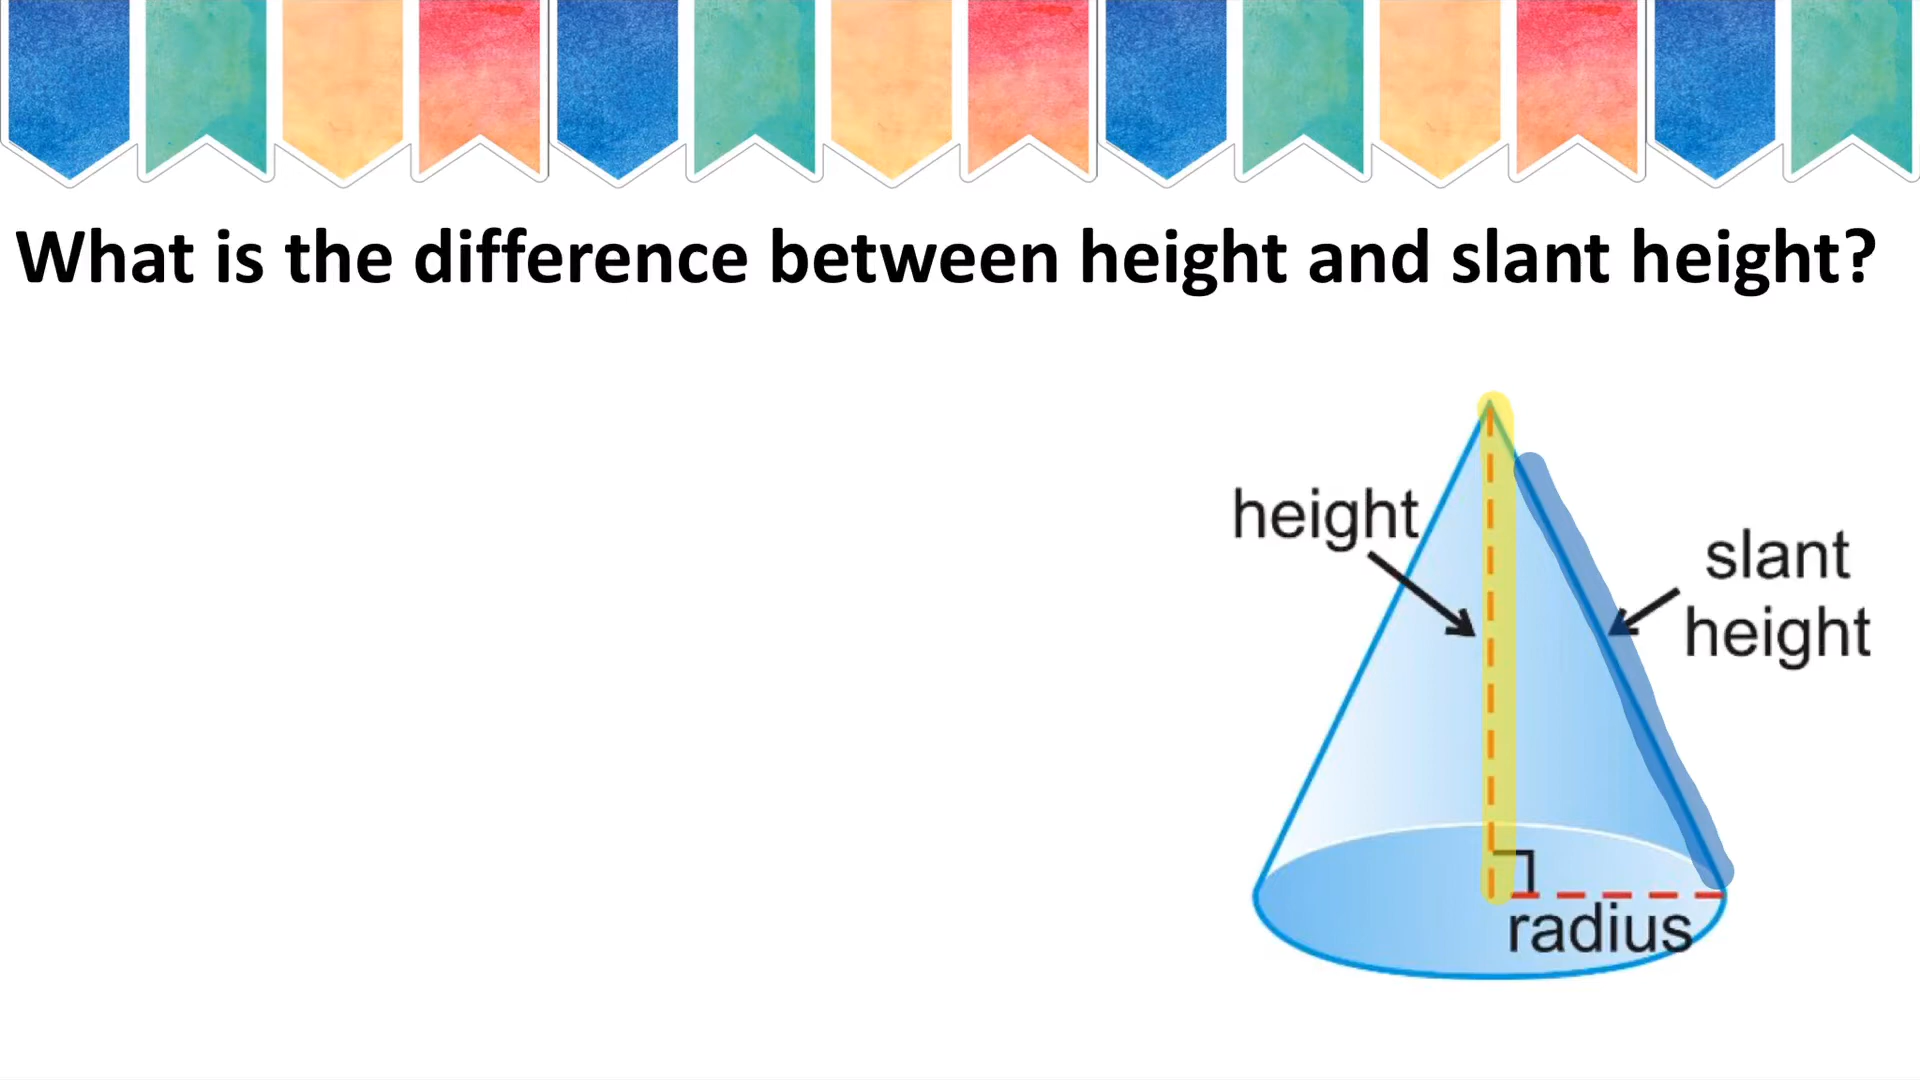 What is the difference between height and slant height?
height
slant
height
radius